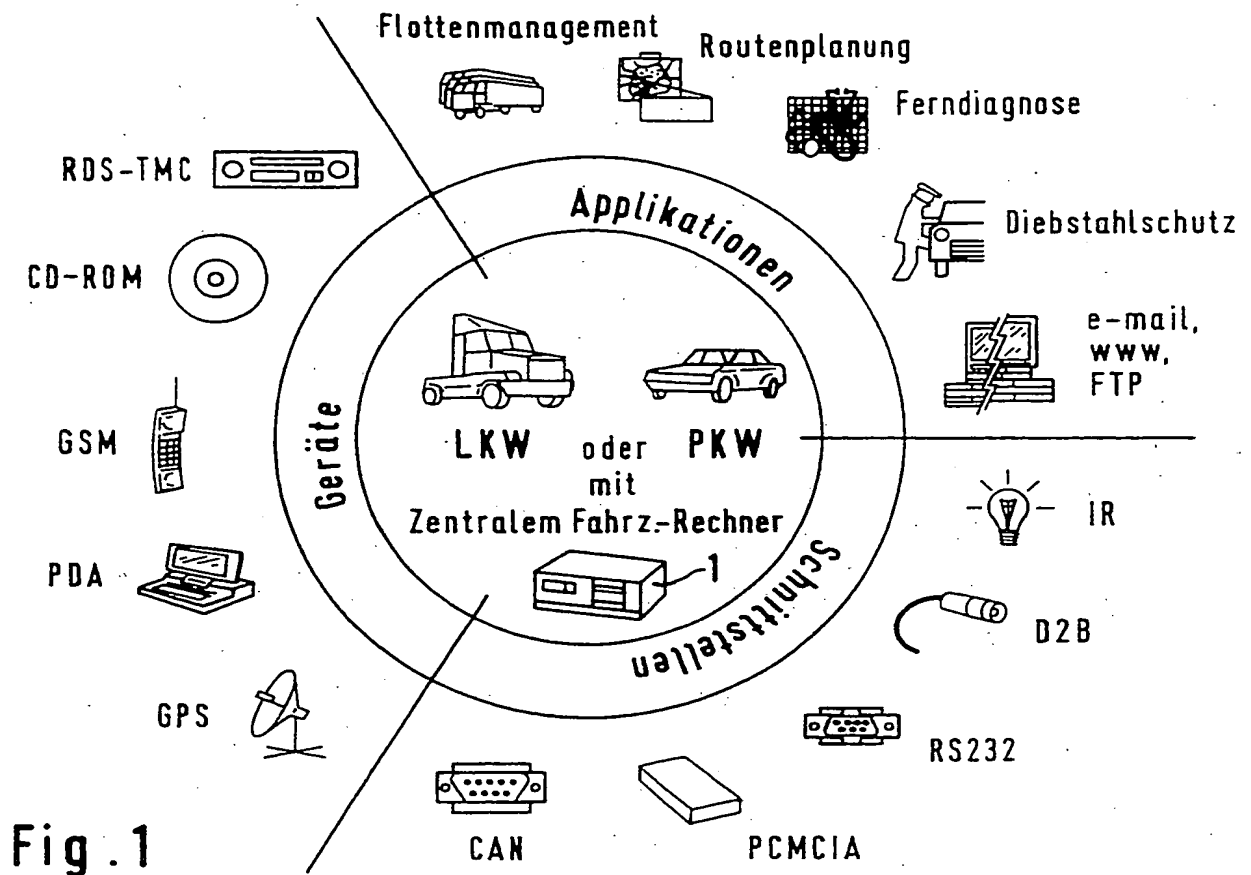 Flottenmanagement
Routenplanung
Ferndiagnose
Diebstahlschutz
e-mail,
www,
FTP
RDS-TMC
CD-ROM
GSM
PDA
GPS
Applikationen
Geräte
Schnittstellen
LKW oder PKW
mit
Zentralem Fahrz.-Rechner
1
IR
D2B
RS232
PCMCIA
CAN
Fig.1